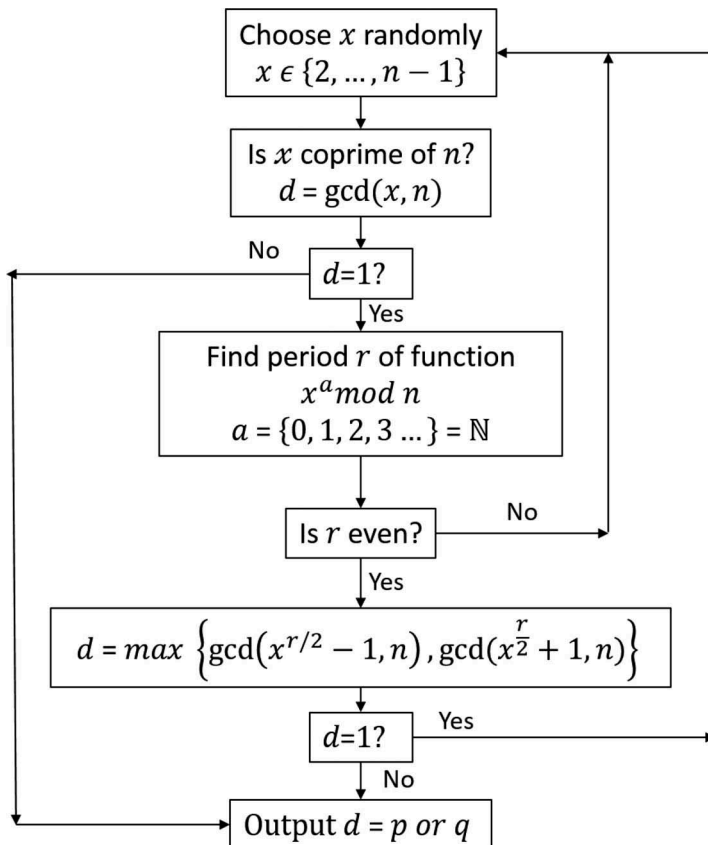 Choose x randomly
x ϵ {2, …, n − 1}
Is x coprime of n?
d = gcd(x, n)
No
d=1?
Yes
Find period r of function
xᵃmod n
a = {0, 1, 2, 3 …} = ℕ
Is r even?
No
Yes
d = max {gcd(x^{r/2} − 1, n) , gcd(x^{r/2} + 1, n)}
d=1?
Yes
No
Output d = p or q